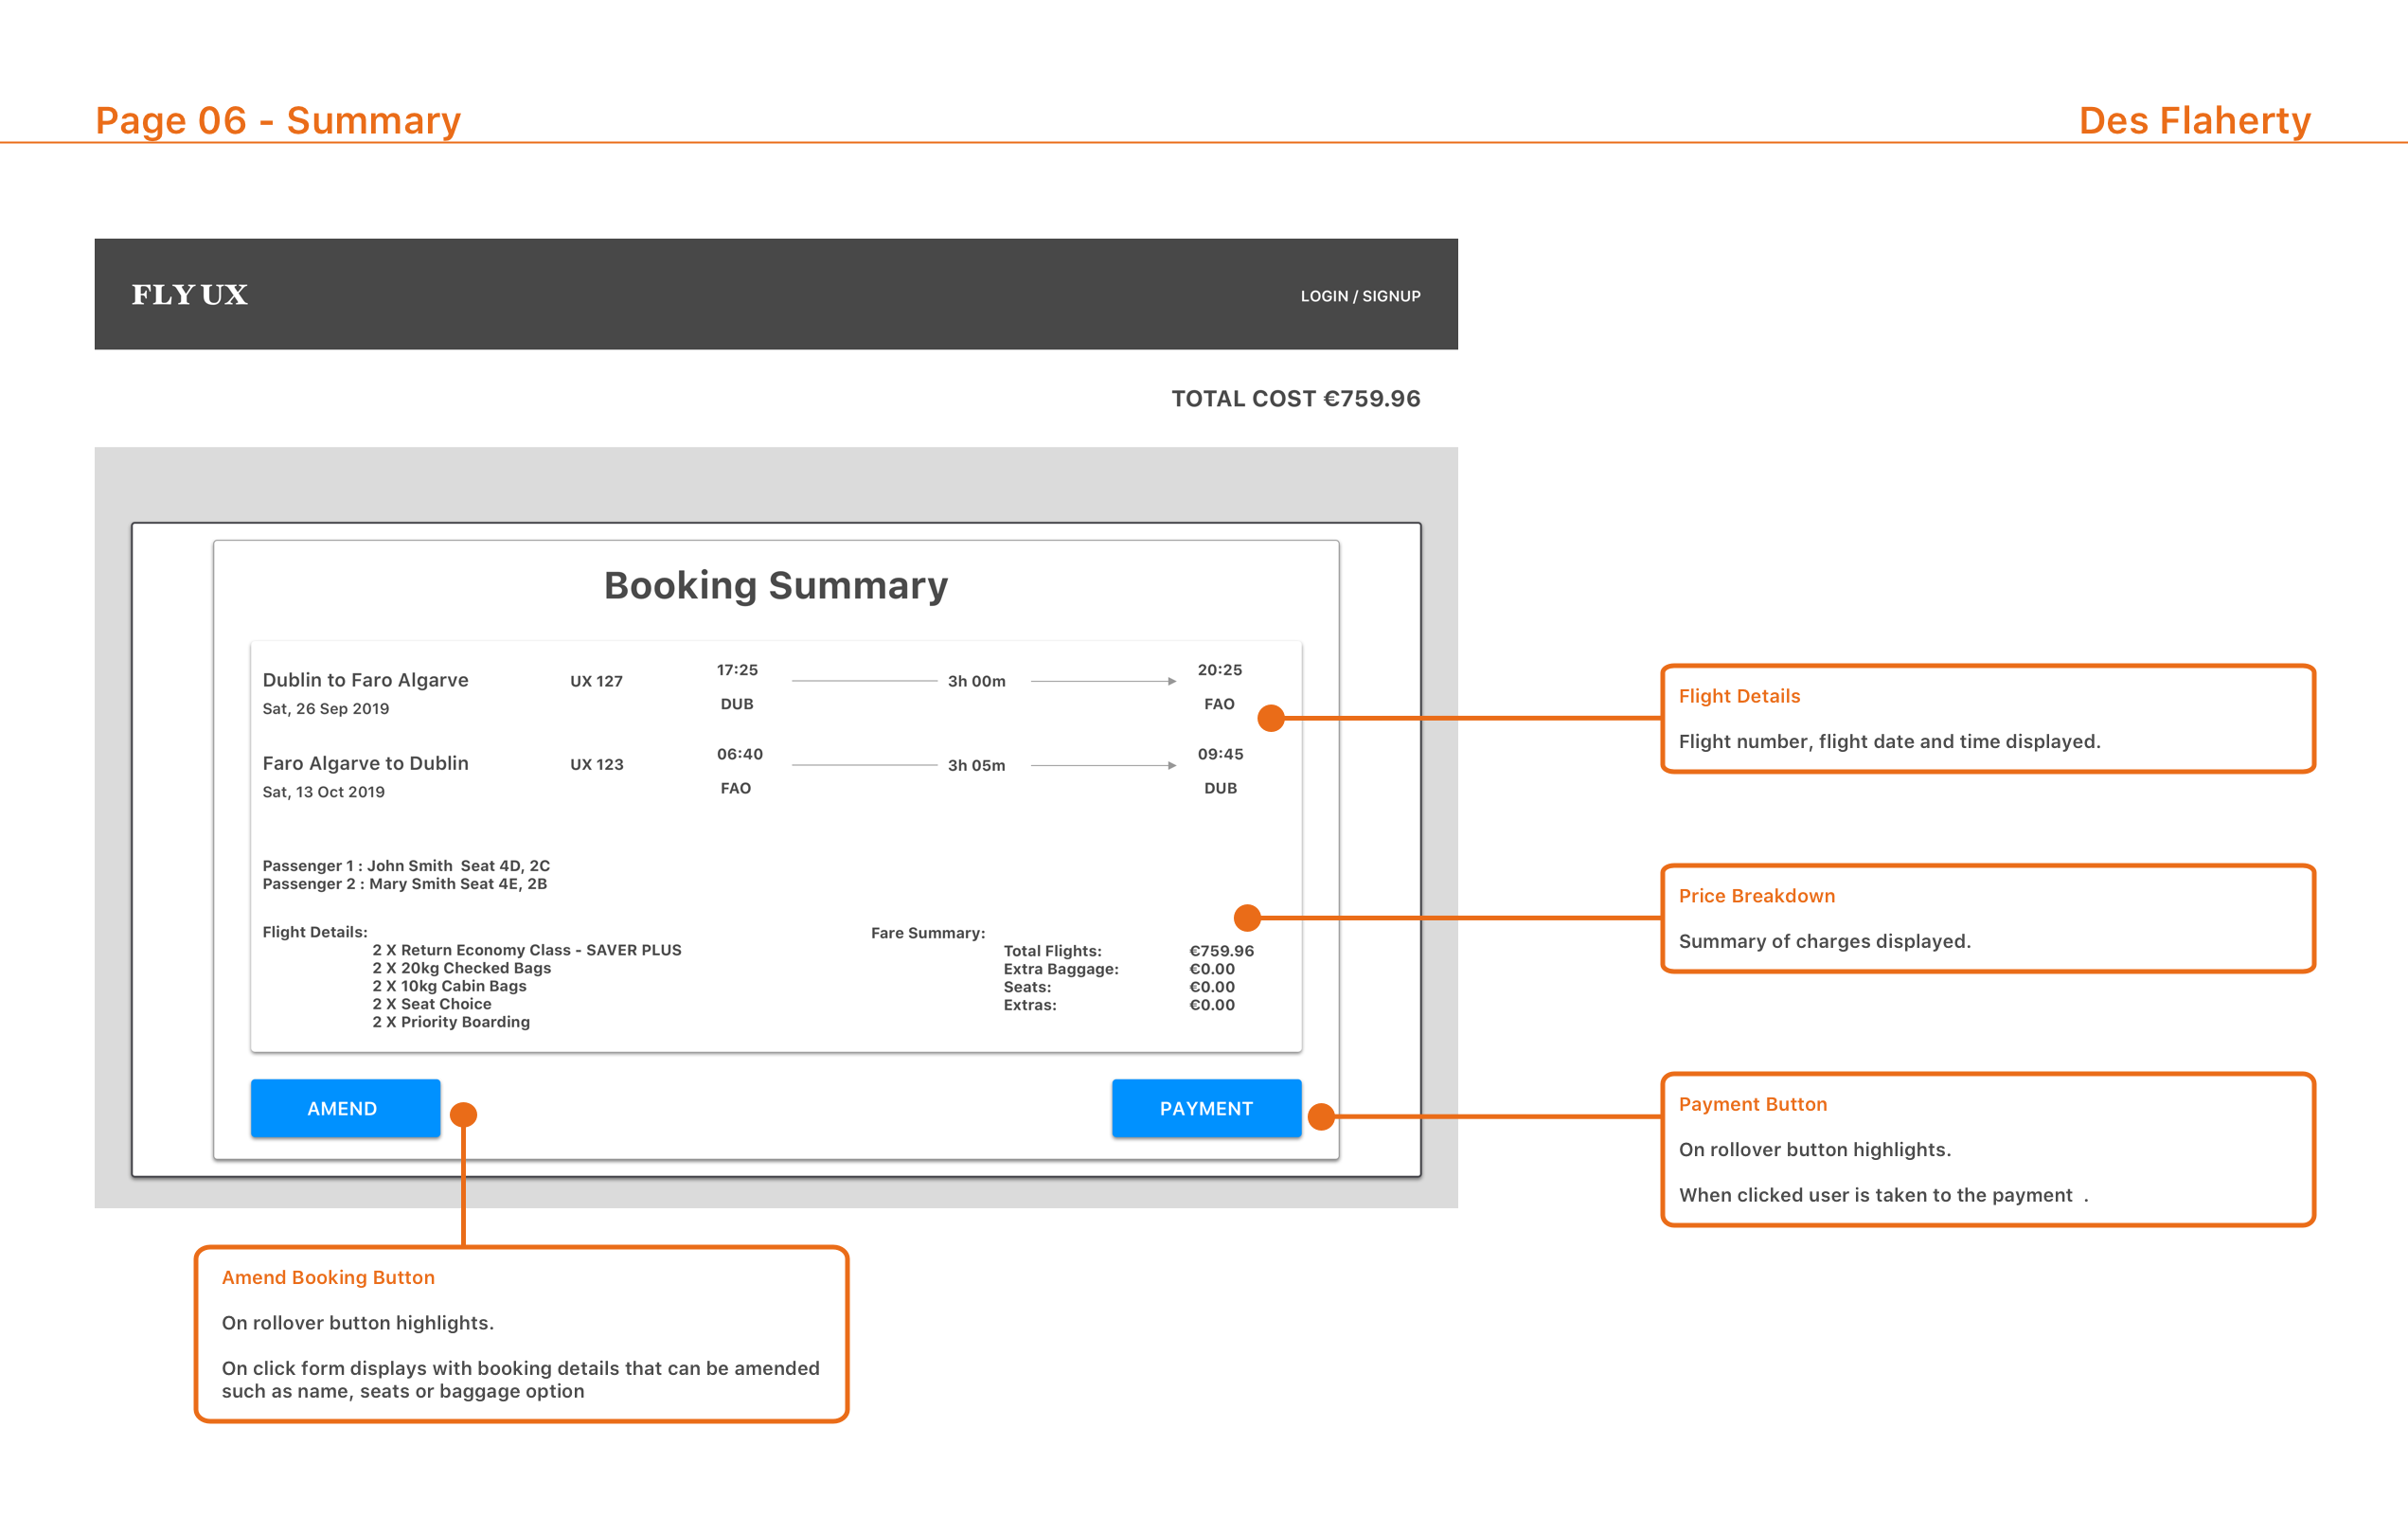 Page 06 - Summary
Des Flaherty
FLY UX
LOGIN / SIGNUP
TOTAL COST €759.96
Booking Summary
Dublin to Faro Algarve
Sat, 26 Sep 2019
UX 127
17:25
DUB
3h 00m
20:25
FAO
Faro Algarve to Dublin
Sat, 13 Oct 2019
UX 123
06:40
FAO
3h 05m
09:45
DUB
Passenger 1 : John Smith  Seat 4D, 2C
Passenger 2 : Mary Smith Seat 4E, 2B
Flight Details:
2 X Return Economy Class - SAVER PLUS
2 X 20kg Checked Bags
2 X 10kg Cabin Bags
2 X Seat Choice
2 X Priority Boarding
Fare Summary:
Total Flights: €759.96
Extra Baggage: €0.00
Seats: €0.00
Extras: €0.00
AMEND
PAYMENT
Flight Details
Flight number, flight date and time displayed.
Price Breakdown
Summary of charges displayed.
Payment Button
On rollover button highlights.
When clicked user is taken to the payment  .
Amend Booking Button
On rollover button highlights.
On click form displays with booking details that can be amended
such as name, seats or baggage option